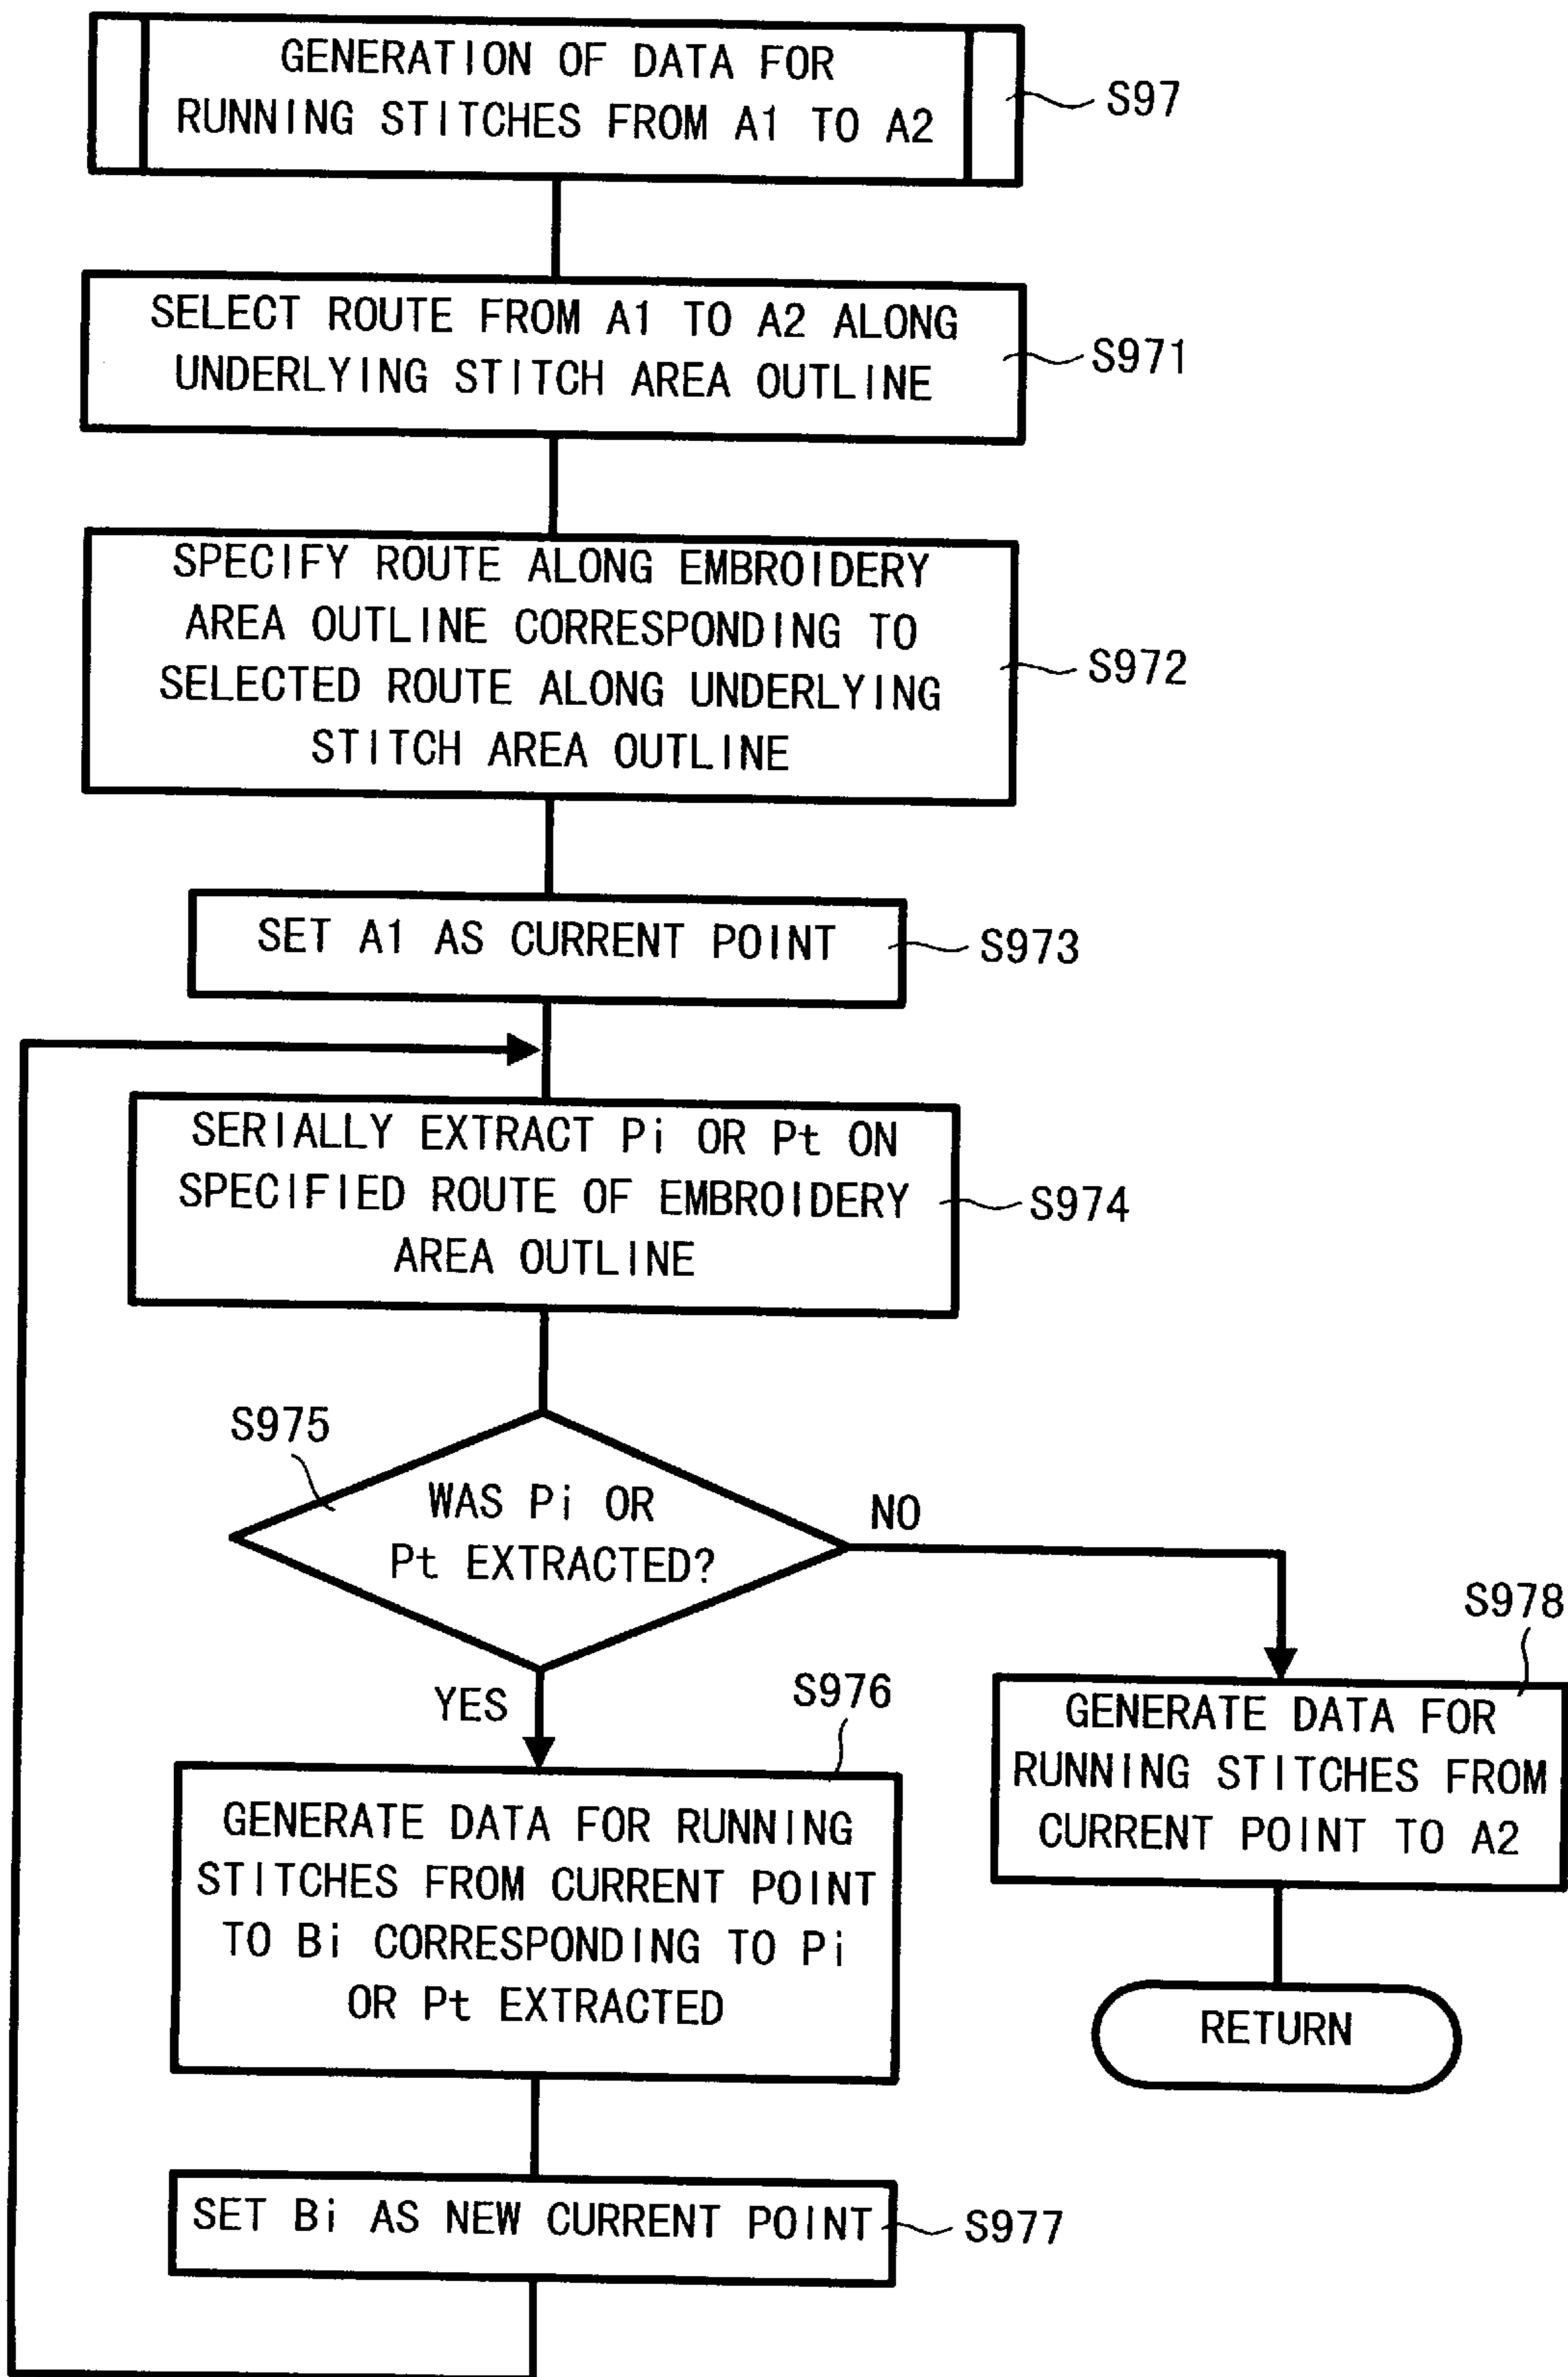 GENERATION OF DATA FOR
RUNNING STITCHES FROM A1 TO A2
S97
SELECT ROUTE FROM A1 TO A2 ALONG
UNDERLYING STITCH AREA OUTLINE
S971
SPECIFY ROUTE ALONG EMBROIDERY
AREA OUTLINE CORRESPONDING TO
SELECTED ROUTE ALONG UNDERLYING
STITCH AREA OUTLINE
S972
SET A1 AS CURRENT POINT
S973
SERIALLY EXTRACT Pi OR Pt ON
SPECIFIED ROUTE OF EMBROIDERY
AREA OUTLINE
S974
S975
WAS Pi OR
Pt EXTRACTED?
NO
YES
S976
GENERATE DATA FOR RUNNING
STITCHES FROM CURRENT POINT
TO Bi CORRESPONDING TO Pi
OR Pt EXTRACTED
S978
GENERATE DATA FOR
RUNNING STITCHES FROM
CURRENT POINT TO A2
RETURN
SET Bi AS NEW CURRENT POINT
S977